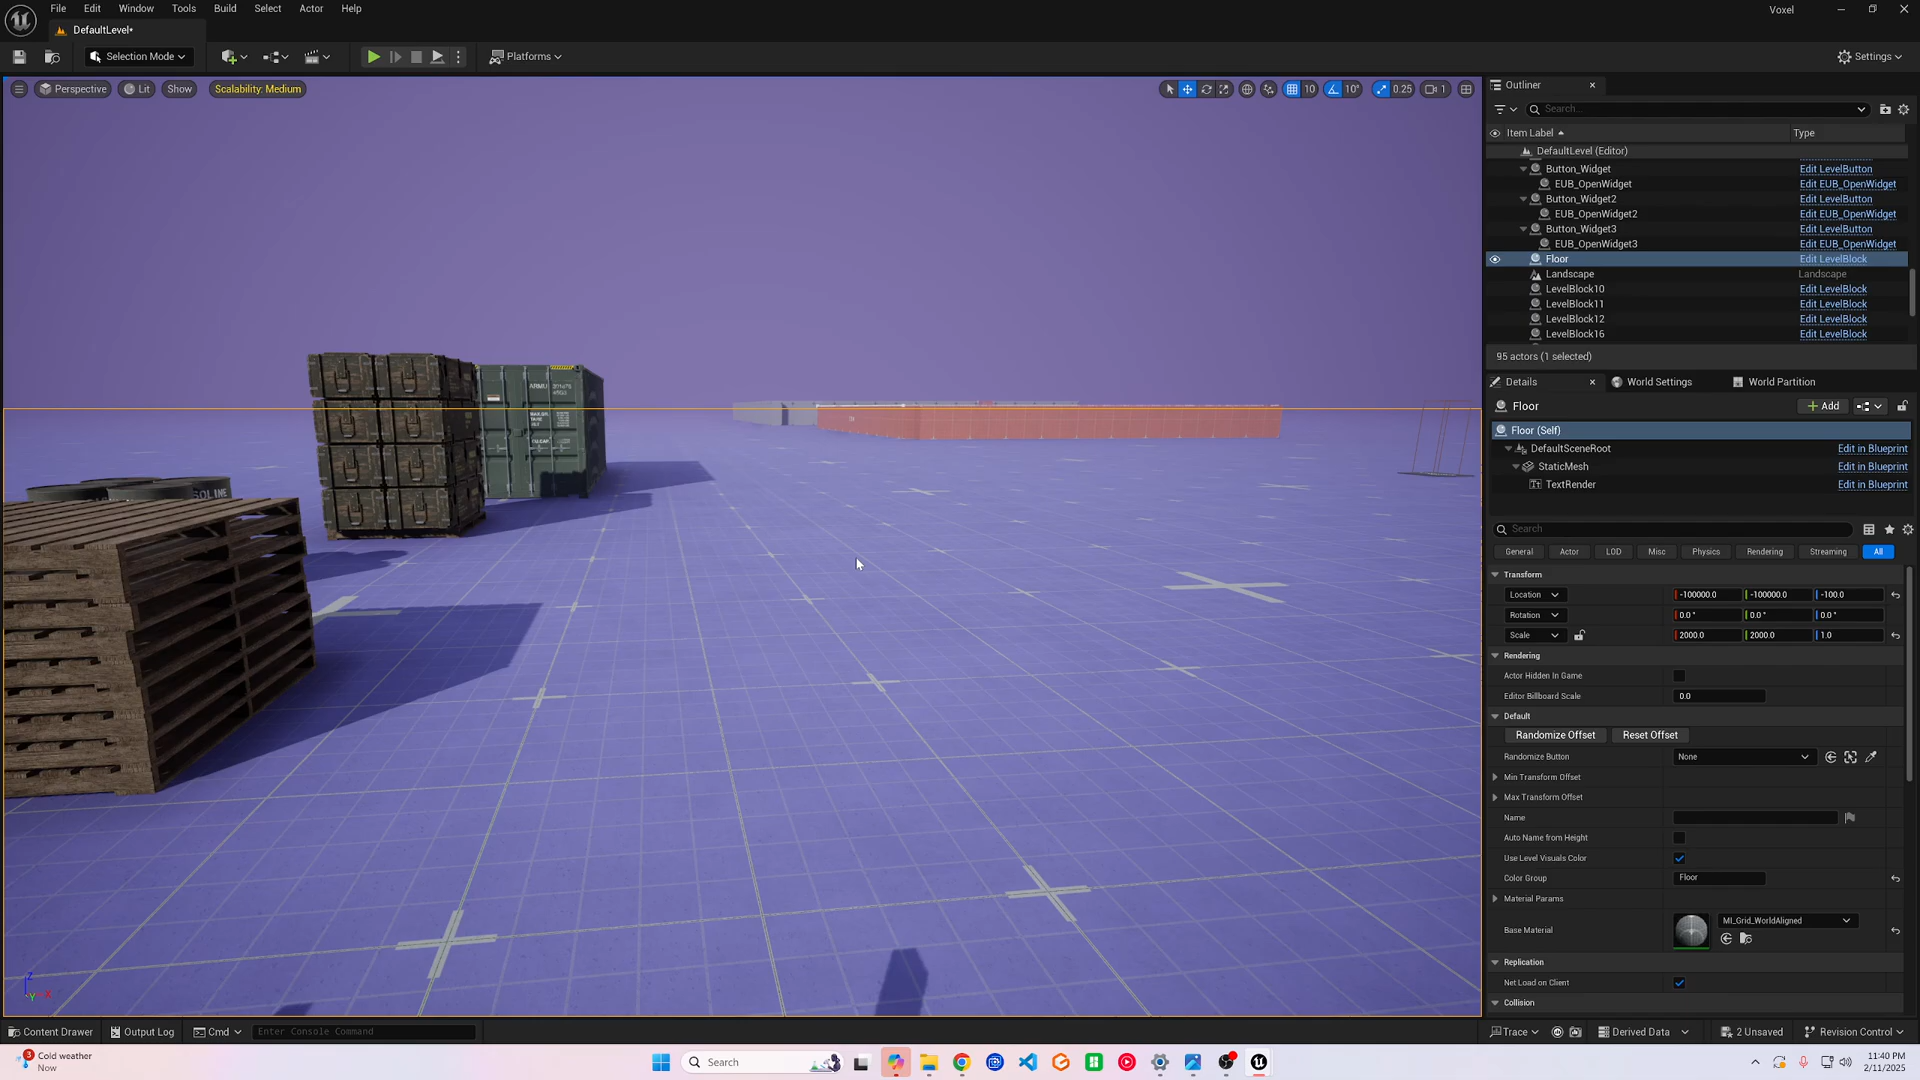 File Edit Window Tools Build Select Actor Help Voxel
DefaultLevel*
Selection Mode Platforms Settings
Perspective Lit Show Scalability: Medium 10 10° 0.25 1
Outliner
Search...
Item Label Type
DefaultLevel (Editor)
Button_Widget Edit LevelButton
EUB_OpenWidget Edit EUB_OpenWidget
Button_Widget2 Edit LevelButton
EUB_OpenWidget2 Edit EUB_OpenWidget
Button_Widget3 Edit LevelButton
EUB_OpenWidget3 Edit EUB_OpenWidget
Floor Edit LevelBlock
Landscape Landscape
LevelBlock10 Edit LevelBlock
LevelBlock11 Edit LevelBlock
LevelBlock12 Edit LevelBlock
LevelBlock16 Edit LevelBlock
95 actors (1 selected)
Details World Settings World Partition
Floor Add
Floor (Self)
DefaultSceneRoot Edit in Blueprint
StaticMesh Edit in Blueprint
TextRender Edit in Blueprint
Search
General Actor LOD Misc Physics Rendering Streaming All
Transform
Location -100000.0 -100000.0 -100.0
Rotation 0.0 ° 0.0 ° 0.0 °
Scale 2000.0 2000.0 1.0
Rendering
Actor Hidden In Game
Editor Billboard Scale 0.0
Default
Randomize Offset Reset Offset
Randomize Button None
Min Transform Offset
Max Transform Offset
Name
Auto Name from Height
Use Level Visuals Color
Color Group Floor
Material Params
Base Material MI_Grid_WorldAligned
Replication
Net Load on Client
Collision
ARMU
OLINE
Z
Y X
Content Drawer Output Log Cmd Enter Console Command Trace Derived Data 2 Unsaved Revision Control
3 Cold weather
Now
Search
11:40 PM
2/11/2025